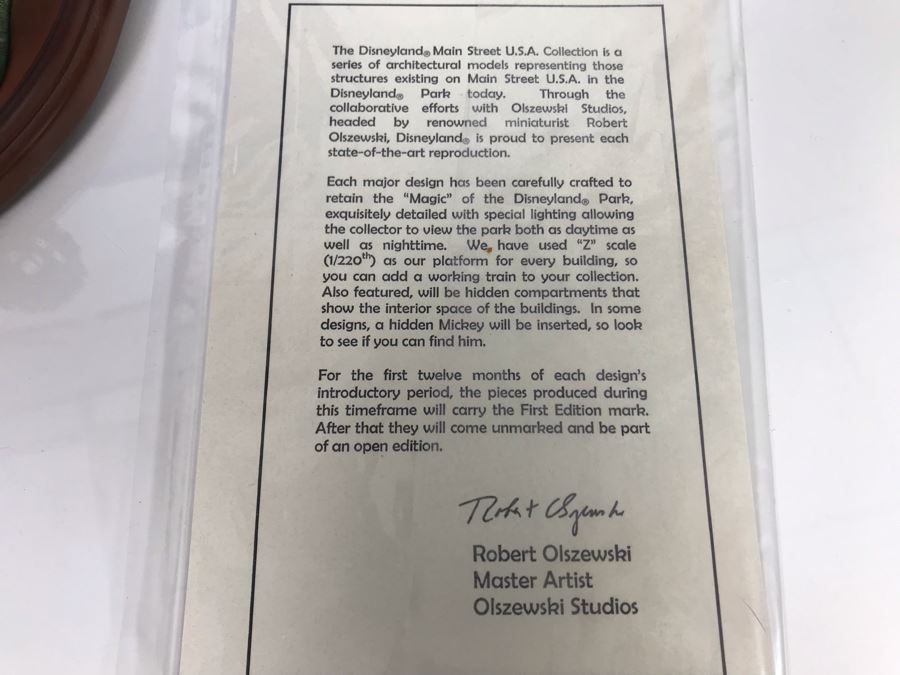 The Disneyland® Main Street U.S.A. Collection is a
series of architectural models representing those
structures existing on Main Street U.S.A. in the
Disneyland® Park today. Through the
collaborative efforts with Olszewski Studios,
headed by renowned miniaturist Robert
Olszewski, Disneyland® is proud to present each
state-of-the-art reproduction.
Each major design has been carefully crafted to
retain the “Magic” of the Disneyland® Park,
exquisitely detailed with special lighting allowing
the collector to view the park both as daytime as
well as nighttime. We have used “Z” scale
(1/220th) as our platform for every building, so
you can add a working train to your collection.
Also featured, will be hidden compartments that
show the interior space of the buildings. In some
designs, a hidden Mickey will be inserted, so look
to see if you can find him.
For the first twelve months of each design’s
introductory period, the pieces produced during
this timeframe will carry the First Edition mark.
After that they will come unmarked and be part
of an open edition.
Robert Olszewski
Robert Olszewski
Master Artist
Olszewski Studios